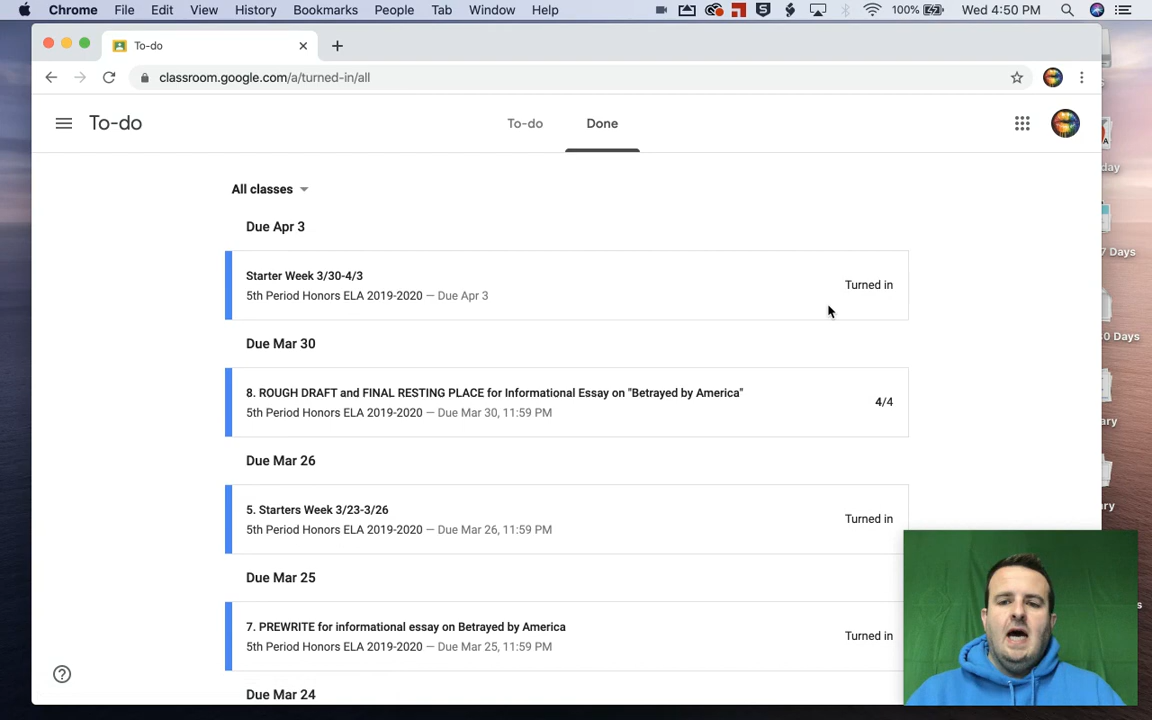 Chrome File Edit View History Bookmarks People Tab Window Help 100% Wed 4:50 PM
To-do
classroom.google.com/a/turned-in/all
To-do To-do Done
day
All classes
Due Apr 3
7 Days
Starter Week 3/30-4/3
Turned in
5th Period Honors ELA 2019-2020 — Due Apr 3
0 Days
Due Mar 30
8. ROUGH DRAFT and FINAL RESTING PLACE for Informational Essay on "Betrayed by America"
4/4
5th Period Honors ELA 2019-2020 — Due Mar 30, 11:59 PM
ary
Due Mar 26
5. Starters Week 3/23-3/26
ry
Turned in
5th Period Honors ELA 2019-2020 — Due Mar 26, 11:59 PM
Due Mar 25
7. PREWRITE for informational essay on Betrayed by America
Turned in
5th Period Honors ELA 2019-2020 — Due Mar 25, 11:59 PM
Due Mar 24